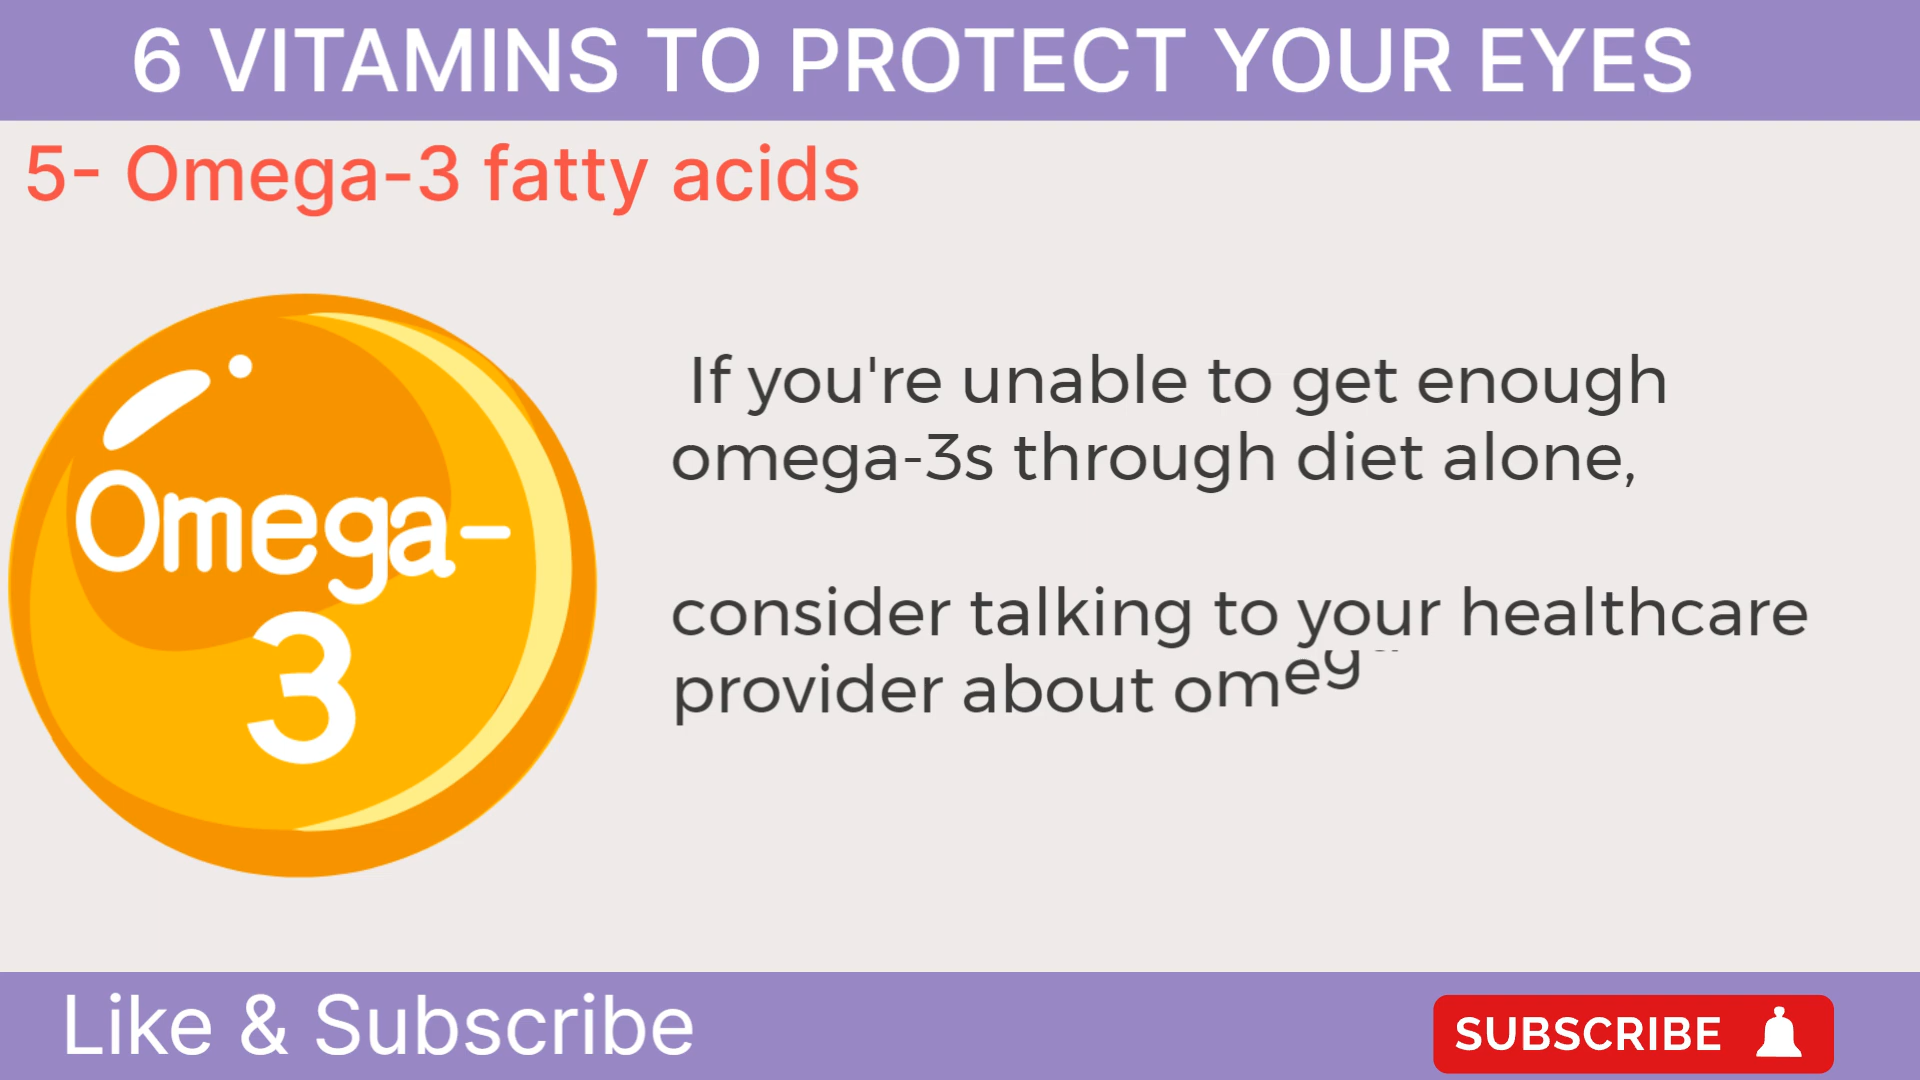 6 VITAMINS TO PROTECT YOUR EYES
5- Omega-3 fatty acids
Omega-
3
If you're unable to get enough
omega-3s through diet alone,
consider talking to your healthcare
provider about omeg
Like & Subscribe
SUBSCRIBE